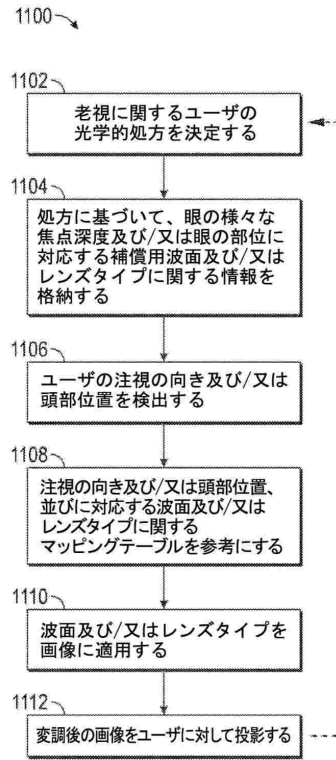 1100
1102
老視に関するユーザの
光学的処方を決定する
1104
処方に基づいて、眼の様々な
焦点深度及び/又は眼の部位に
対応する補償用波面及び/又は
レンズタイプに関する情報を
格納する
1106
ユーザの注視の向き及び/又は
頭部位置を検出する
1108
注視の向き及び/又は頭部位置、
並びに対応する波面及び/又は
レンズタイプに関する
マッピングテーブルを参考にする
1110
波面及び/又はレンズタイプを
画像に適用する
1112
変調後の画像をユーザに対して投影する